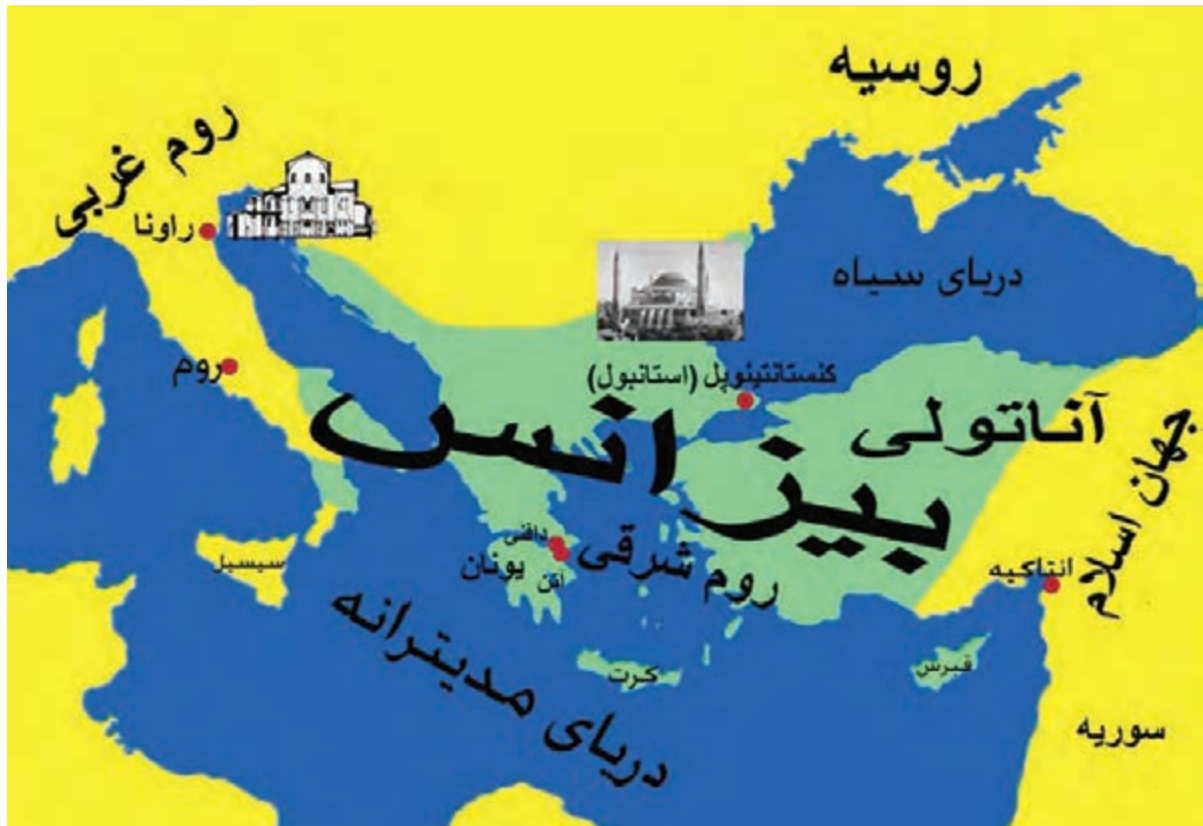 روسیه
روم غربی
راونا
دریای سیاه
روم
کنستانتینوپل (استانبول)
آناتولی
بیزانس
جهان اسلام
دافنی
یونان
آتن
روم شرقی
سیسیل
انتاکیه
دریای مدیترانه
کرت
قبرس
سوریه